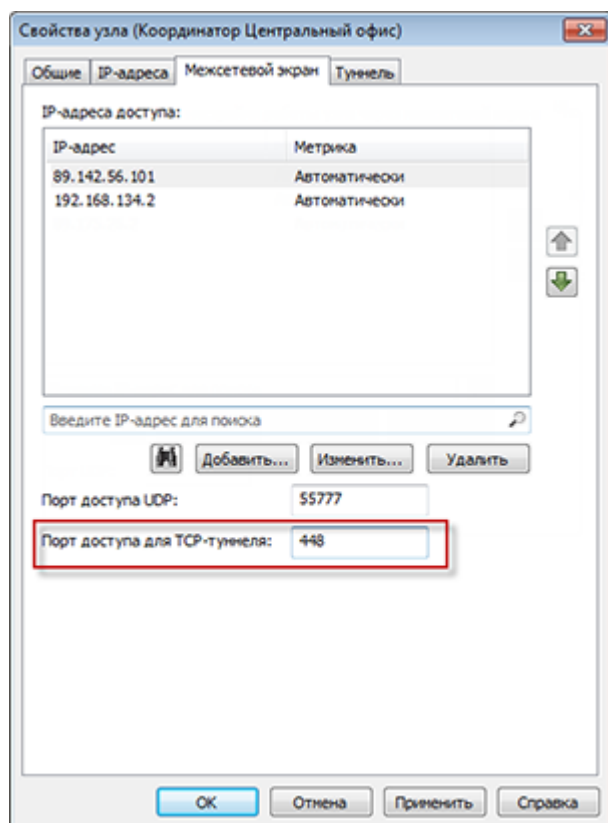 Свойства узла (Координатор Центральный офис)
Общие IP-адреса Межсетевой экран Туннель
IP-адреса доступа:
IP-адрес Метрика
89.142.56.101 Автоматически
192.168.134.2 Автоматически
Введите IP-адрес для поиска
Добавить... Изменить... Удалить
Порт доступа UDP: 55777
Порт доступа для TCP-туннеля: 448
OK Отмена Применить Справка